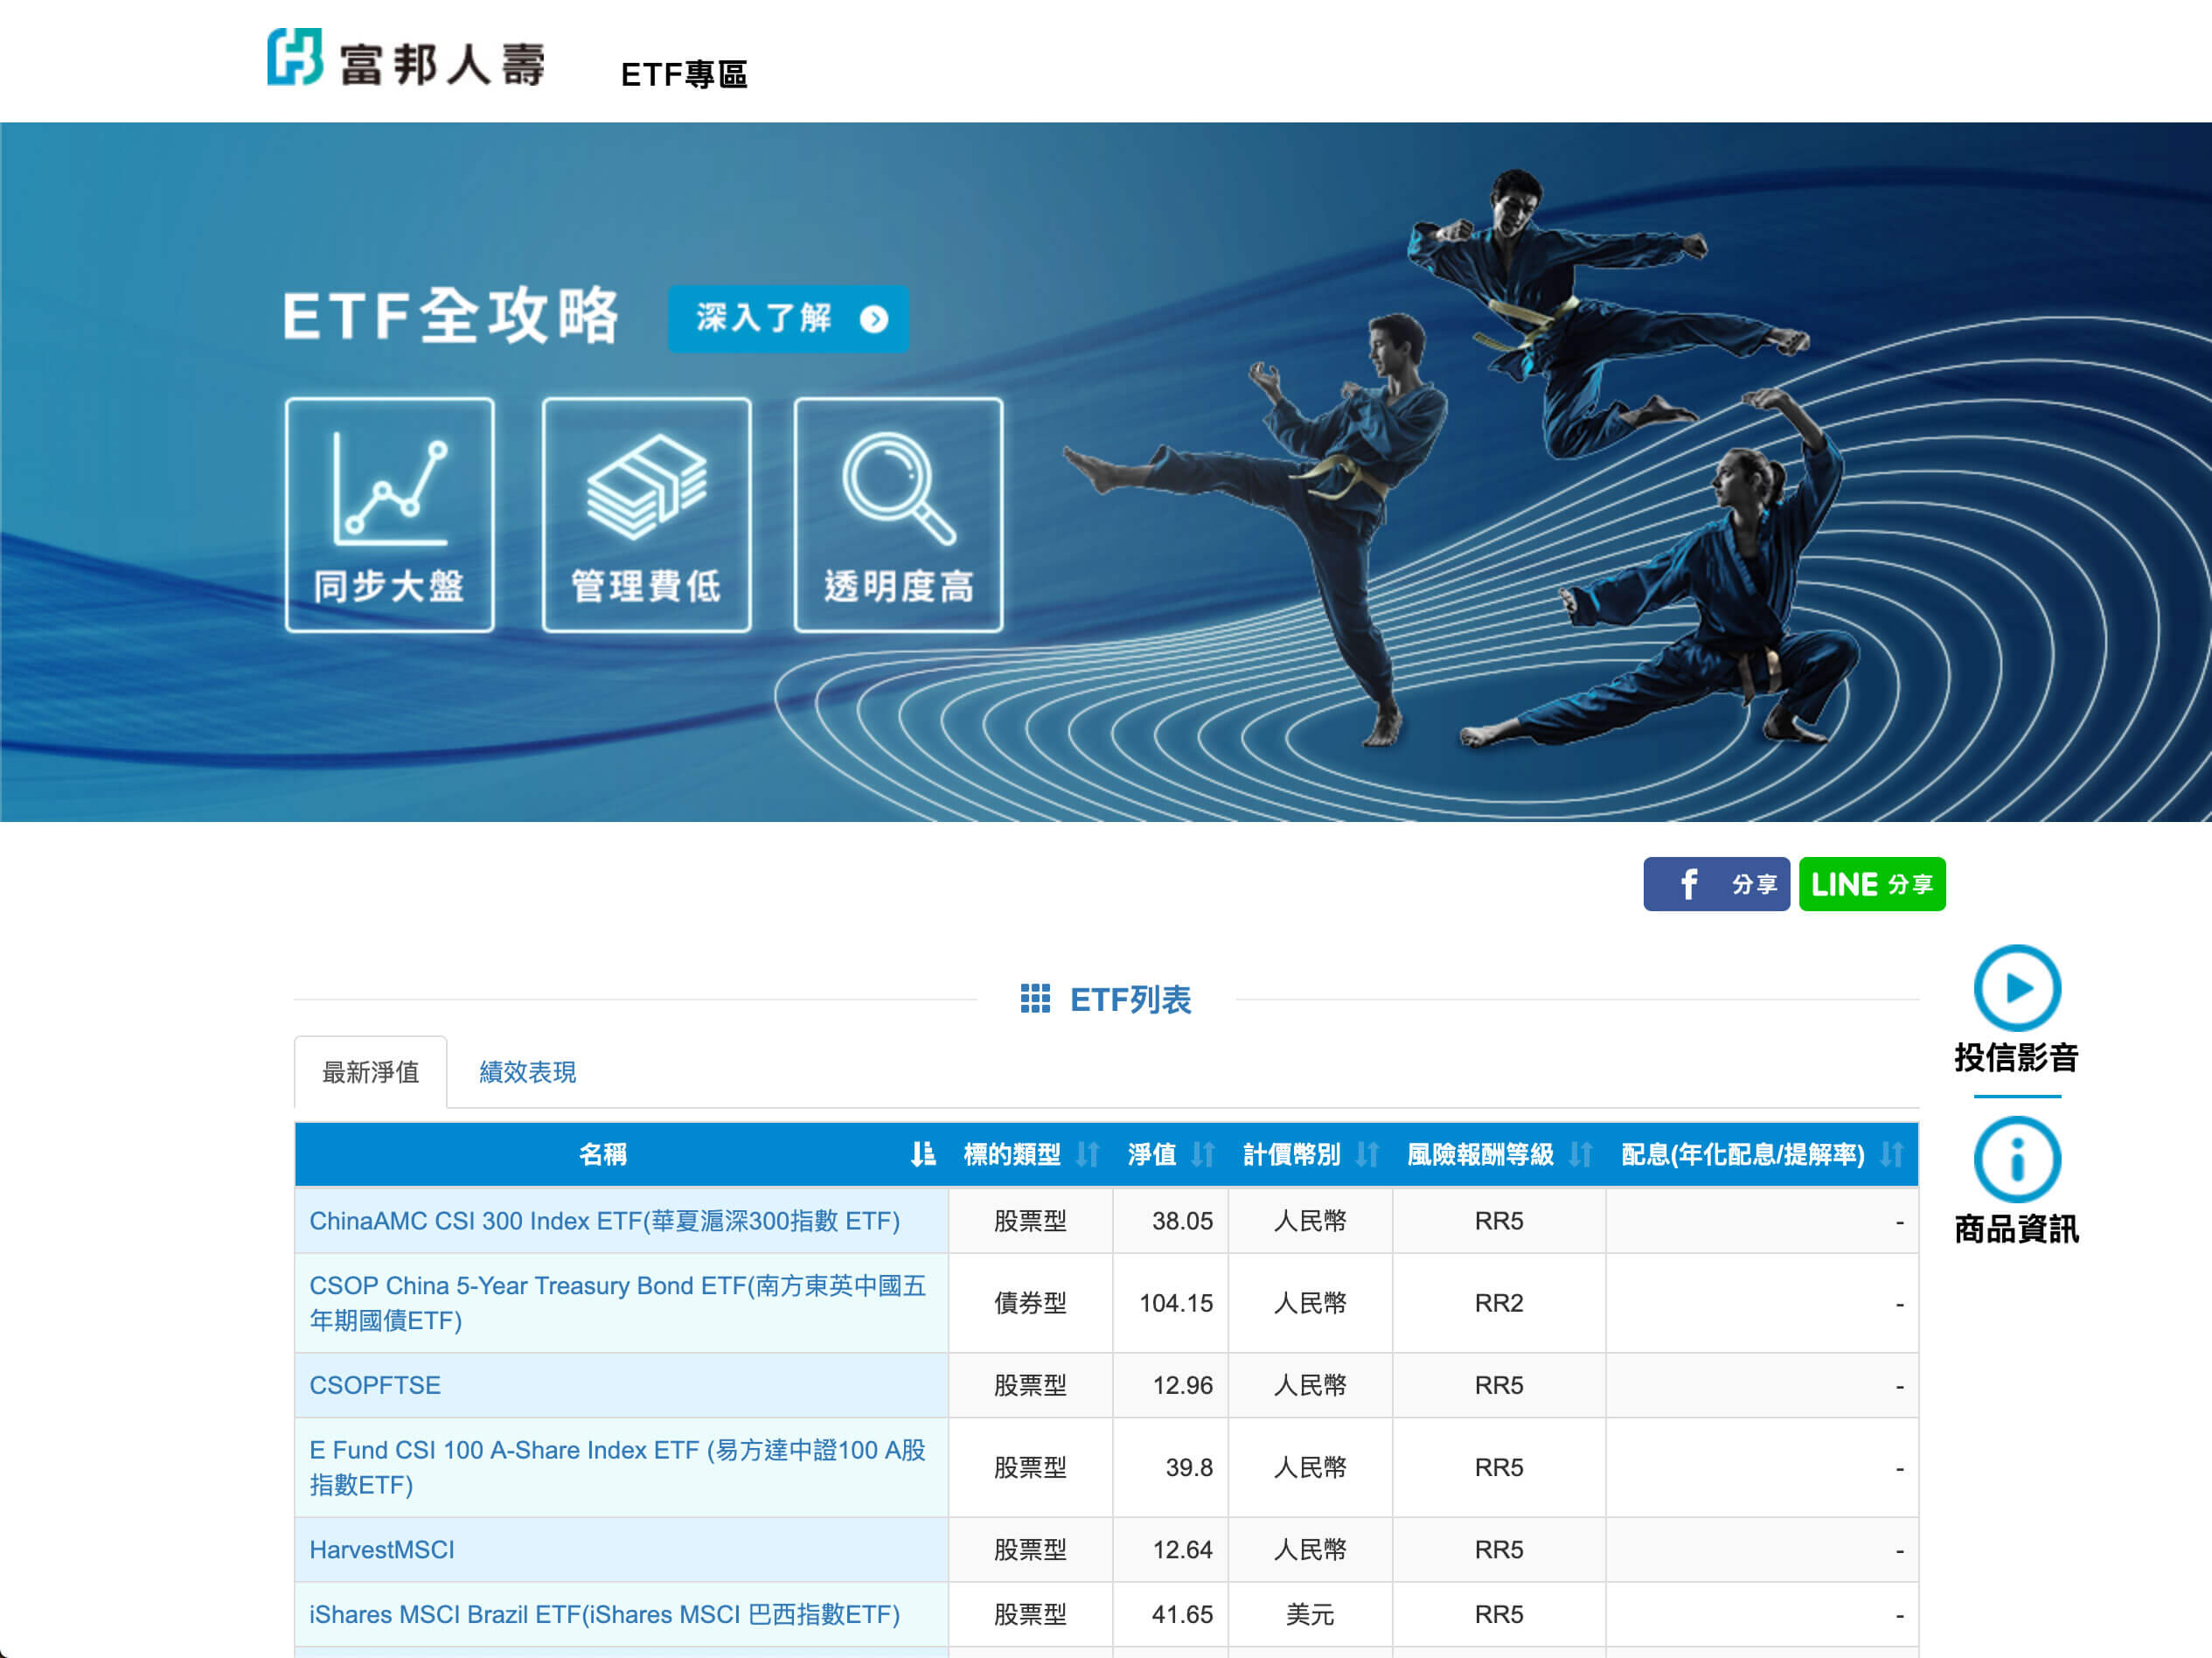 富邦人壽
ETF專區
ETF全攻略
深入了解
同步大盤
管理費低
透明度高
分享
LINE 分享
ETF列表
投信影音
商品資訊
最新淨值 績效表現
名稱 標的類型 淨值 計價幣別 風險報酬等級 配息(年化配息/提解率)
ChinaAMC CSI 300 Index ETF(華夏滬深300指數 ETF) 股票型 38.05 人民幣 RR5 -
CSOP China 5-Year Treasury Bond ETF(南方東英中國五
年期國債ETF) 債券型 104.15 人民幣 RR2 -
CSOPFTSE 股票型 12.96 人民幣 RR5 -
E Fund CSI 100 A-Share Index ETF (易方達中證100 A股
指數ETF) 股票型 39.8 人民幣 RR5 -
HarvestMSCI 股票型 12.64 人民幣 RR5 -
iShares MSCI Brazil ETF(iShares MSCI 巴西指數ETF) 股票型 41.65 美元 RR5 -